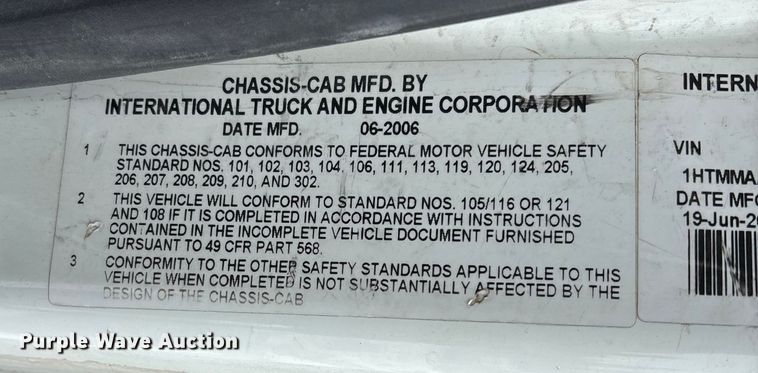 CHASSIS-CAB MFD. BY
INTERNATIONAL TRUCK AND ENGINE CORPORATION
DATE MFD. 06-2006
1 THIS CHASSIS-CAB CONFORMS TO FEDERAL MOTOR VEHICLE SAFETY
STANDARD NOS. 101, 102, 103, 104, 106, 111, 113, 119, 120, 124, 205,
206, 207, 208, 209, 210, AND 302.
2 THIS VEHICLE WILL CONFORM TO STANDARD NOS. 105/116 OR 121
AND 108 IF IT IS COMPLETED IN ACCORDANCE WITH INSTRUCTIONS
CONTAINED IN THE INCOMPLETE VEHICLE DOCUMENT FURNISHED
PURSUANT TO 49 CFR PART 568.
3 CONFORMITY TO THE OTHER SAFETY STANDARDS APPLICABLE TO THIS
VEHICLE WHEN COMPLETED IS NOT SUBSTANTIALLY AFFECTED BY THE
DESIGN OF THE CHASSIS-CAB
INTERN
VIN
1HTMMA
DATE MFG
19-Jun-20
Purple Wave Auction